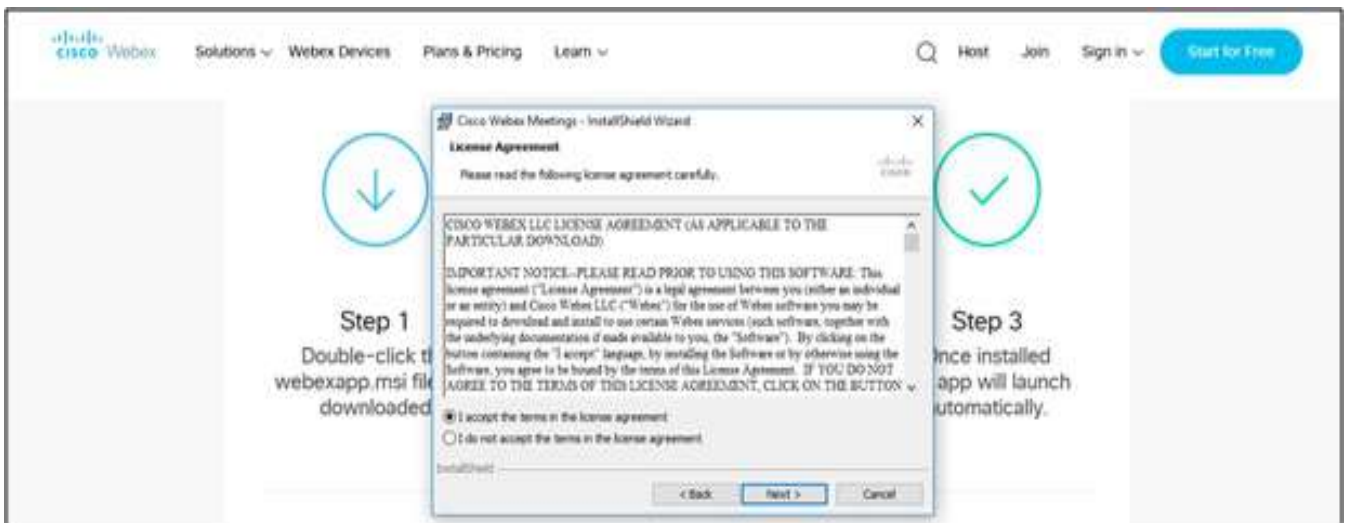 CISCO Webex Solutions Webex Devices Plans & Pricing Learn Host Join Sign in Start for Free
Cisco Webex Meetings - InstallShield Wizard
License Agreement
Please read the following license agreement carefully.
CISCO
CISCO WEBEX LLC LICENSE AGREEMENT (AS APPLICABLE TO THE
PARTICULAR DOWNLOAD)
IMPORTANT NOTICE--PLEASE READ PRIOR TO USING THIS SOFTWARE: This
license agreement ("License Agreement") is a legal agreement between you (either an individual
or an entity) and Cisco Webex LLC ("Webex") for the use of Webex software you may be
required to download and install to use certain Webex services (such software, together with
the underlying documentation if made available to you, the "Software"). By clicking on the
button containing the "I accept" language, by installing the Software or by otherwise using the
Software, you agree to be bound by the terms of this License Agreement. IF YOU DO NOT
AGREE TO THE TERMS OF THIS LICENSE AGREEMENT, CLICK ON THE BUTTON
I accept the terms in the license agreement
I do not accept the terms in the license agreement
InstallShield
< Back Next > Cancel
Step 1
Double-click t
webexapp.msi file
downloaded
Step 3
Once installed
app will launch
utomatically.